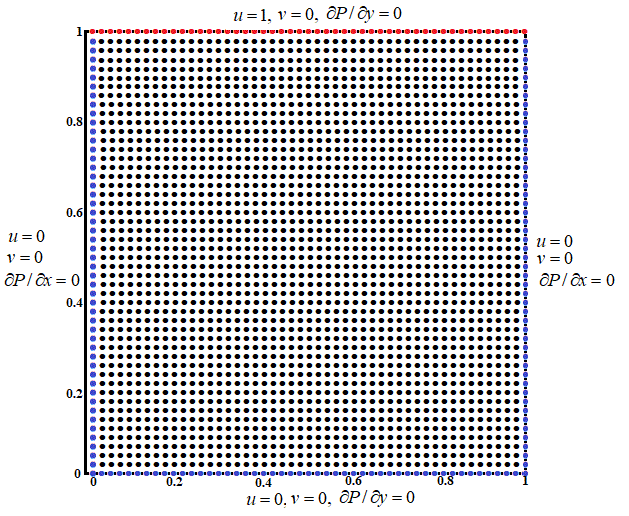 u = 1, v = 0, ∂P/∂y = 0
1
0.8
0.6
u = 0
v = 0
∂P/∂x = 0
u = 0
v = 0
∂P/∂x = 0
0.4
0.2
0
0 0.2 0.4 0.6 0.8 1
u = 0, v = 0, ∂P/∂y = 0